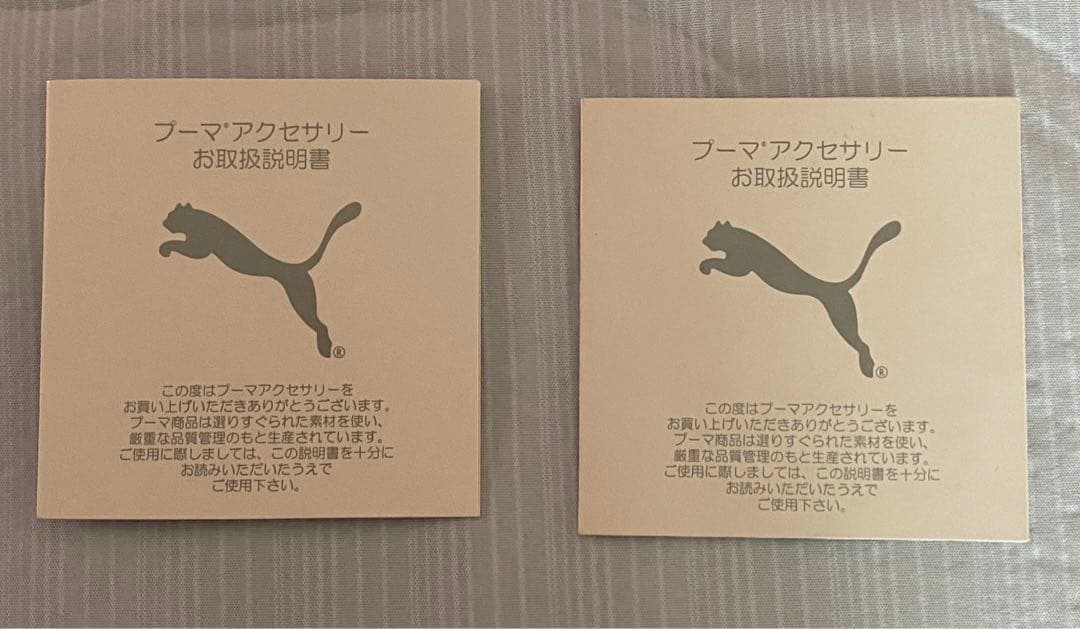 プーマ®アクセサリー
お取扱説明書
®
この度はプーマアクセサリーを
お買い上げいただきありがとうございます。
プーマ商品は選りすぐられた素材を使い、
厳重な品質管理のもと生産されています。
ご使用に際しましては、この説明書を十分に
お読みいただいたうえで
ご使用下さい。
プーマ®アクセサリー
お取扱説明書
®
この度はプーマアクセサリーを
お買い上げいただきありがとうございます。
プーマ商品は選りすぐられた素材を使い、
厳重な品質管理のもと生産されています。
ご使用に際しましては、この説明書を十分に
お読みいただいたうえで
ご使用下さい。